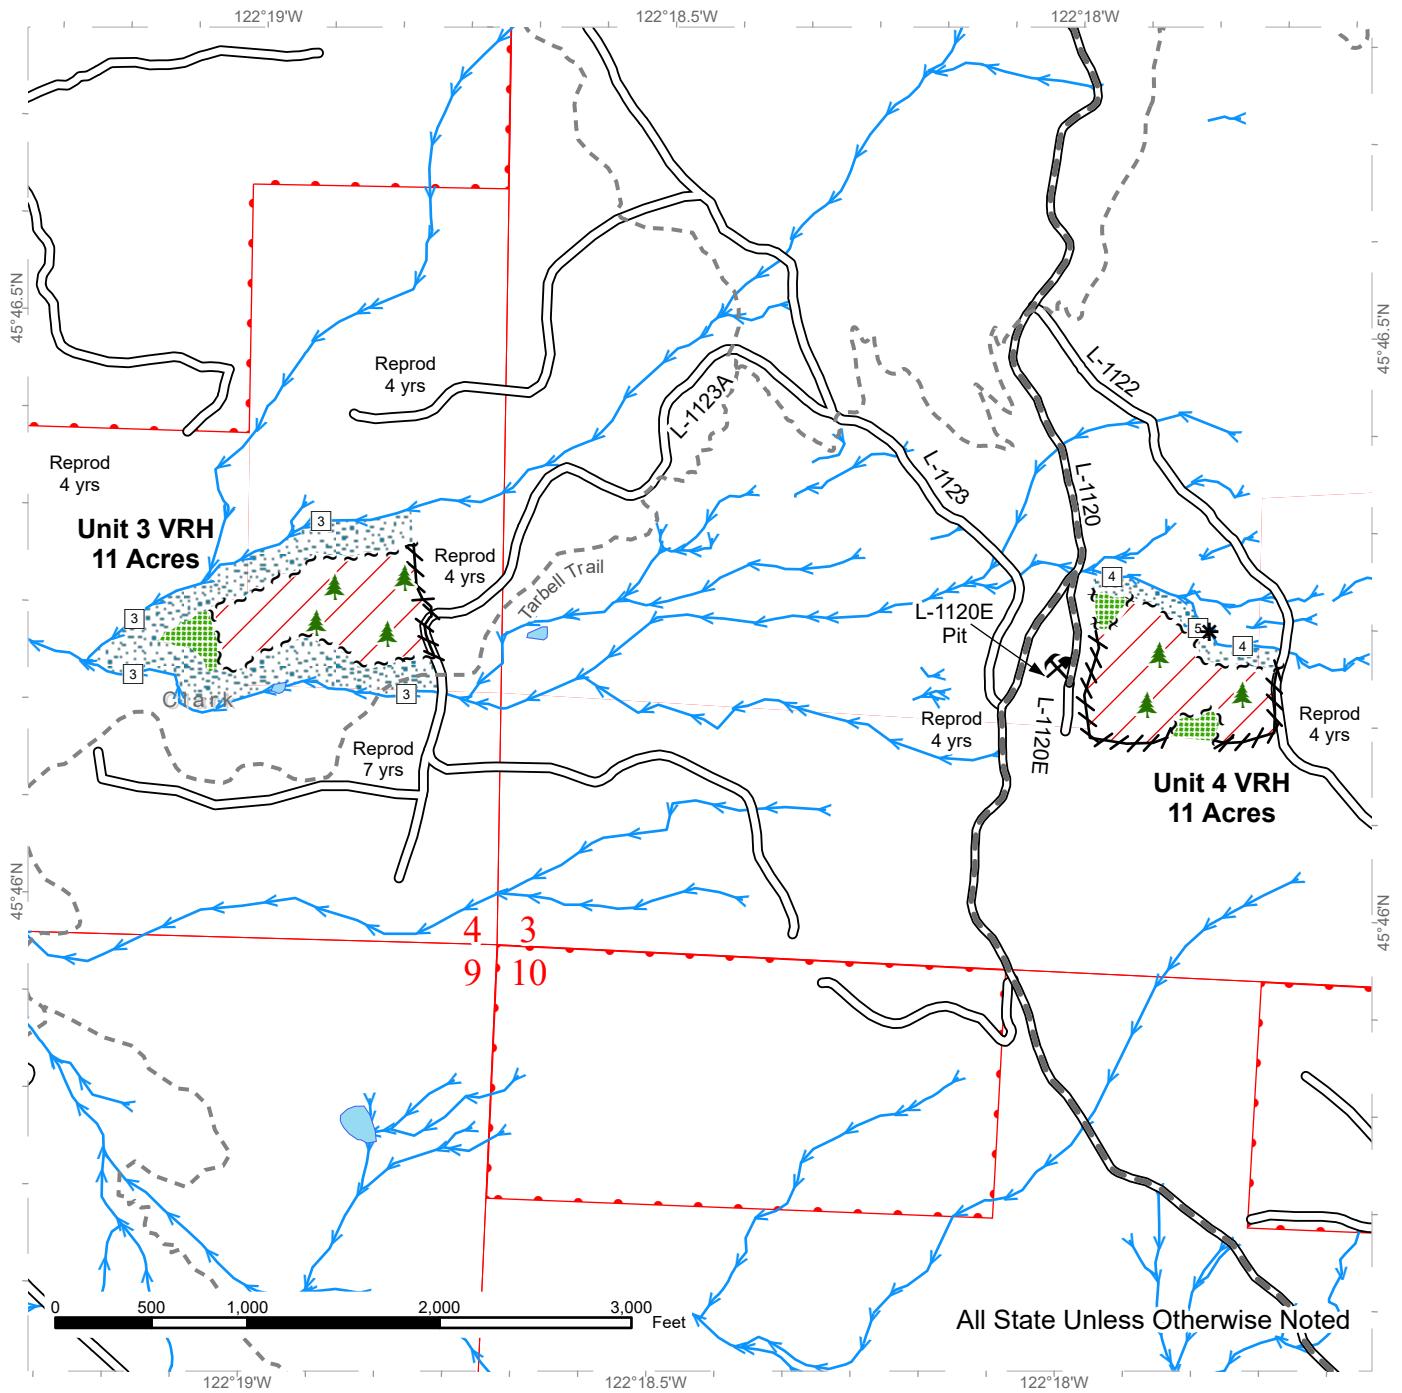 122°19'W
122°18.5'W
122°18'W
45°46.5'N
45°46.5'N
Reprod
4 yrs
L-1123A
L-1122
Reprod
4 yrs
L-1123
L-1120
Unit 3 VRH
11 Acres
3
Reprod
4 yrs
Tarbell Trail
4
L-1120E
Pit
3
5
4
3
3
Clark
Reprod
4 yrs
L-1120E
Reprod
4 yrs
Reprod
7 yrs
Unit 4 VRH
11 Acres
45°46'N
45°46'N
4 3
9 10
0 500 1,000 2,000 3,000
Feet
All State Unless Otherwise Noted
122°19'W
122°18.5'W
122°18'W